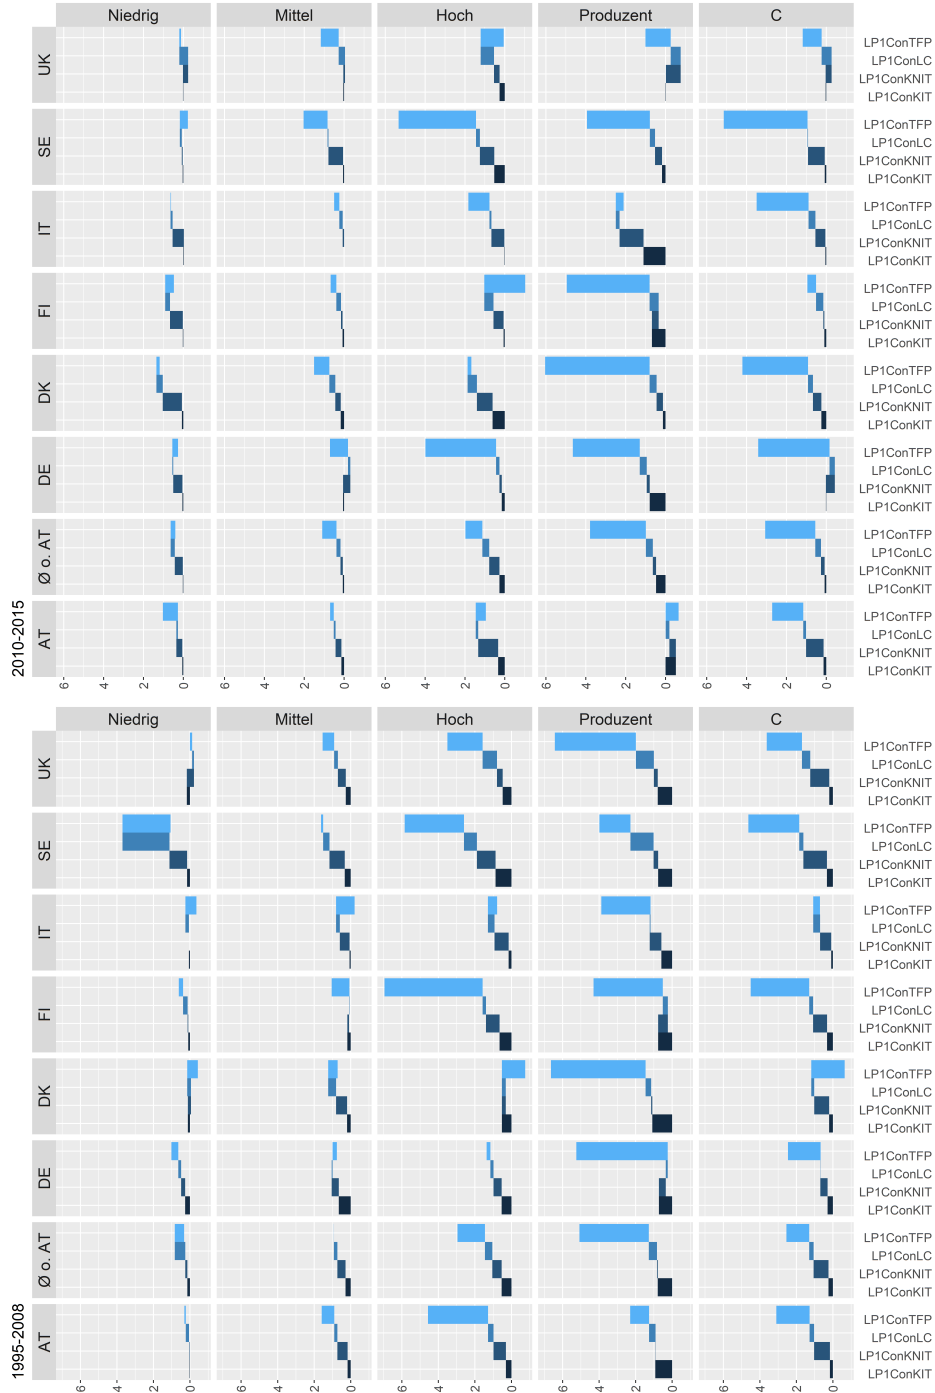 Niedrig Mittel Hoch Produzent C
UK
LP1ConTFP
LP1ConLC
LP1ConKNIT
LP1ConKIT
SE
LP1ConTFP
LP1ConLC
LP1ConKNIT
LP1ConKIT
IT
LP1ConTFP
LP1ConLC
LP1ConKNIT
LP1ConKIT
FI
LP1ConTFP
LP1ConLC
LP1ConKNIT
LP1ConKIT
DK
LP1ConTFP
LP1ConLC
LP1ConKNIT
LP1ConKIT
DE
LP1ConTFP
LP1ConLC
LP1ConKNIT
LP1ConKIT
Ø o. AT
LP1ConTFP
LP1ConLC
LP1ConKNIT
LP1ConKIT
AT
LP1ConTFP
LP1ConLC
LP1ConKNIT
LP1ConKIT
2010-2015
6 4 2 0 6 4 2 0 6 4 2 0 6 4 2 0 6 4 2 0
Niedrig Mittel Hoch Produzent C
UK
LP1ConTFP
LP1ConLC
LP1ConKNIT
LP1ConKIT
SE
LP1ConTFP
LP1ConLC
LP1ConKNIT
LP1ConKIT
IT
LP1ConTFP
LP1ConLC
LP1ConKNIT
LP1ConKIT
FI
LP1ConTFP
LP1ConLC
LP1ConKNIT
LP1ConKIT
DK
LP1ConTFP
LP1ConLC
LP1ConKNIT
LP1ConKIT
DE
LP1ConTFP
LP1ConLC
LP1ConKNIT
LP1ConKIT
Ø o. AT
LP1ConTFP
LP1ConLC
LP1ConKNIT
LP1ConKIT
AT
LP1ConTFP
LP1ConLC
LP1ConKNIT
LP1ConKIT
1995-2008
6 4 2 0 6 4 2 0 6 4 2 0 6 4 2 0 6 4 2 0